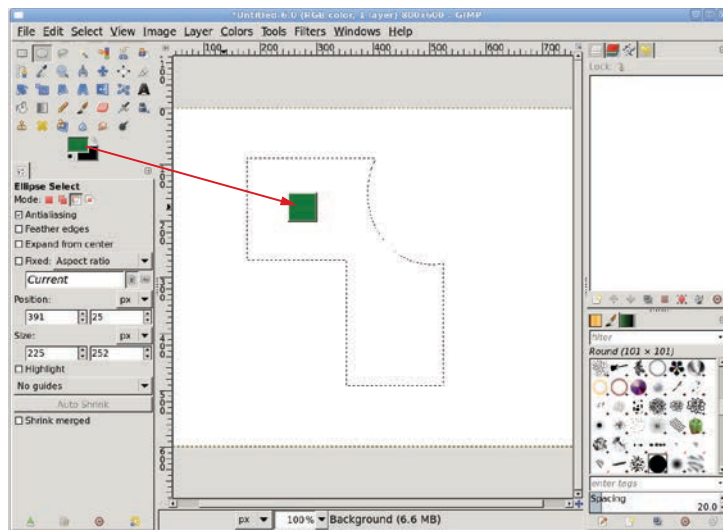 *Untitled-6.0 (RGB color, 1 layer) 800x600 – GIMP
File Edit Select View Image Layer Colors Tools Filters Windows Help
100 200 300 400 500 600 700
Lock:
Ellipse Select
Mode:
Antialiasing
Feather edges
Expand from center
Fixed: Aspect ratio
Current
Position: px
391 25
Size: px
225 252
Highlight
No guides
Auto Shrink
Shrink merged
filter
Round (101 × 101)
enter tags
Spacing 20.0
px 100% Background (6.6 MB)